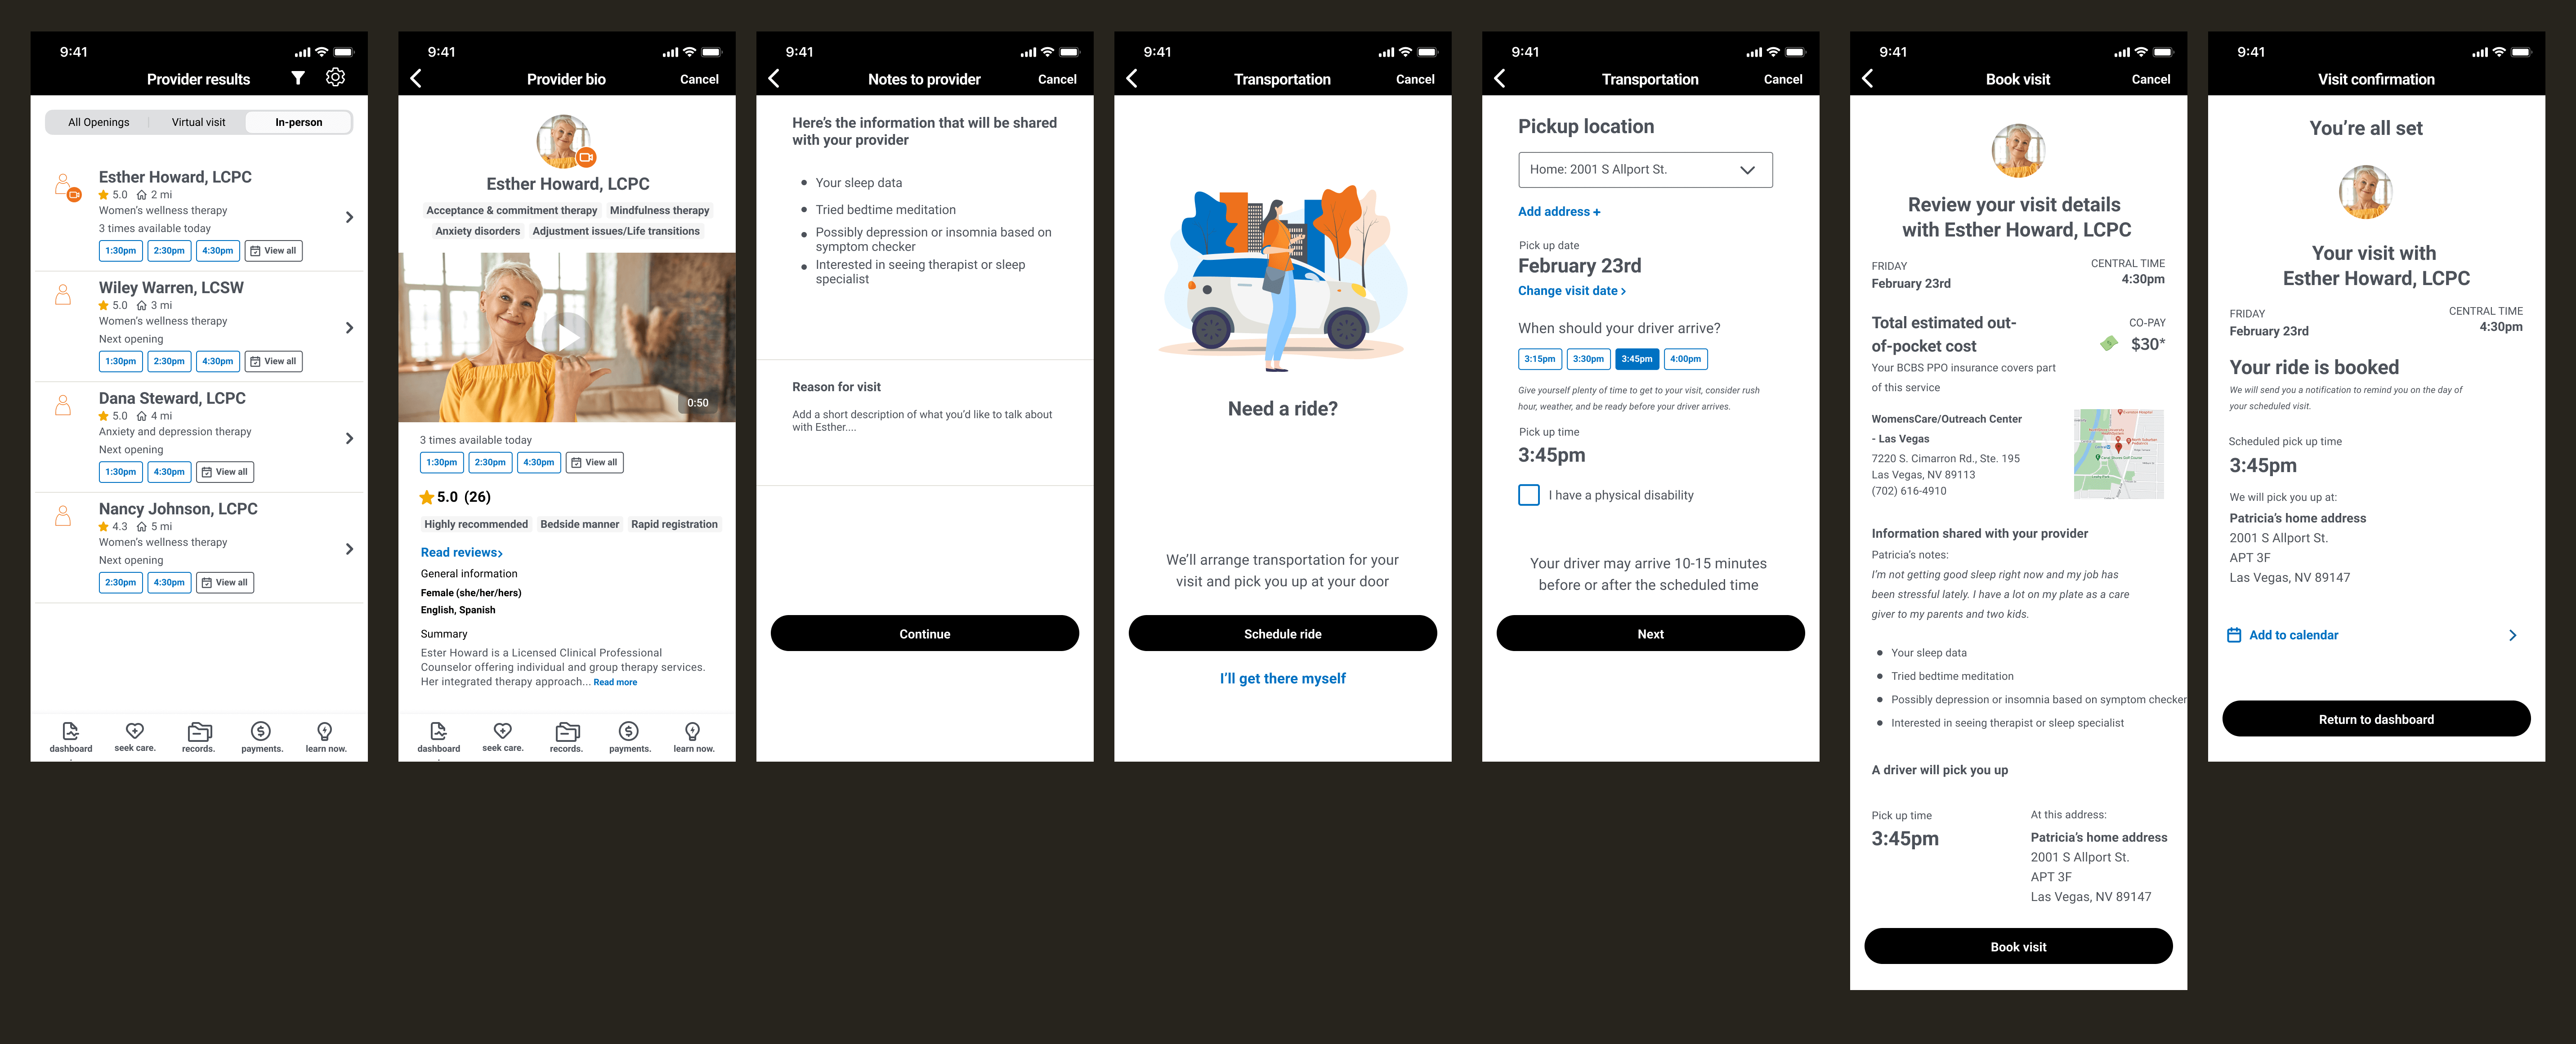 9:41
Provider results
All Openings
Virtual visit
In-person
Esther Howard, LCPC
5.0 2 mi
Women's wellness therapy
3 times available today
1:30pm 2:30pm 4:30pm View all
Wiley Warren, LCSW
5.0 3 mi
Women's wellness therapy
Next opening
1:30pm 2:30pm 4:30pm View all
Dana Steward, LCPC
5.0 4 mi
Anxiety and depression therapy
Next opening
1:30pm 4:30pm View all
Nancy Johnson, LCPC
4.3 5 mi
Women's wellness therapy
Next opening
2:30pm 4:30pm View all
dashboard seek care. records. payments. learn now.
9:41
Provider bio
Cancel
Esther Howard, LCPC
Acceptance & commitment therapy Mindfulness therapy
Anxiety disorders Adjustment issues/Life transitions
0:50
3 times available today
1:30pm 2:30pm 4:30pm View all
5.0 (26)
Highly recommended Bedside manner Rapid registration
Read reviews>
General information
Female (she/her/hers)
English, Spanish
Summary
Ester Howard is a Licensed Clinical Professional
Counselor offering individual and group therapy services.
Her integrated therapy approach... Read more
dashboard seek care. records. payments. learn now.
9:41
Notes to provider
Cancel
Here's the information that will be shared
with your provider
• Your sleep data
• Tried bedtime meditation
• Possibly depression or insomnia based on
symptom checker
• Interested in seeing therapist or sleep
specialist
Reason for visit
Add a short description of what you'd like to talk about
with Esther....
Continue
9:41
Transportation
Cancel
Need a ride?
We'll arrange transportation for your
visit and pick you up at your door
Schedule ride
I'll get there myself
9:41
Transportation
Cancel
Pickup location
Home: 2001 S Allport St.
Add address +
Pick up date
February 23rd
Change visit date >
When should your driver arrive?
3:15pm 3:30pm 3:45pm 4:00pm
Give yourself plenty of time to get to your visit, consider rush
hour, weather, and be ready before your driver arrives.
Pick up time
3:45pm
I have a physical disability
Your driver may arrive 10-15 minutes
before or after the scheduled time
Next
9:41
Book visit
Cancel
Review your visit details
with Esther Howard, LCPC
FRIDAY
February 23rd
CENTRAL TIME
4:30pm
Total estimated out-
of-pocket cost
CO-PAY
$30*
Your BCBS PPO insurance covers part
of this service
WomensCare/Outreach Center
- Las Vegas
7220 S. Cimarron Rd., Ste. 195
Las Vegas, NV 89113
(702) 616-4910
Information shared with your provider
Patricia's notes:
I'm not getting good sleep right now and my job has
been stressful lately. I have a lot on my plate as a care
giver to my parents and two kids.
• Your sleep data
• Tried bedtime meditation
• Possibly depression or insomnia based on symptom checker
• Interested in seeing therapist or sleep specialist
A driver will pick you up
Pick up time
3:45pm
At this address:
Patricia's home address
2001 S Allport St.
APT 3F
Las Vegas, NV 89147
Book visit
9:41
Visit confirmation
You're all set
Your visit with
Esther Howard, LCPC
FRIDAY
February 23rd
CENTRAL TIME
4:30pm
Your ride is booked
We will send you a notification to remind you on the day of
your scheduled visit.
Scheduled pick up time
3:45pm
We will pick you up at:
Patricia's home address
2001 S Allport St.
APT 3F
Las Vegas, NV 89147
Add to calendar
Return to dashboard